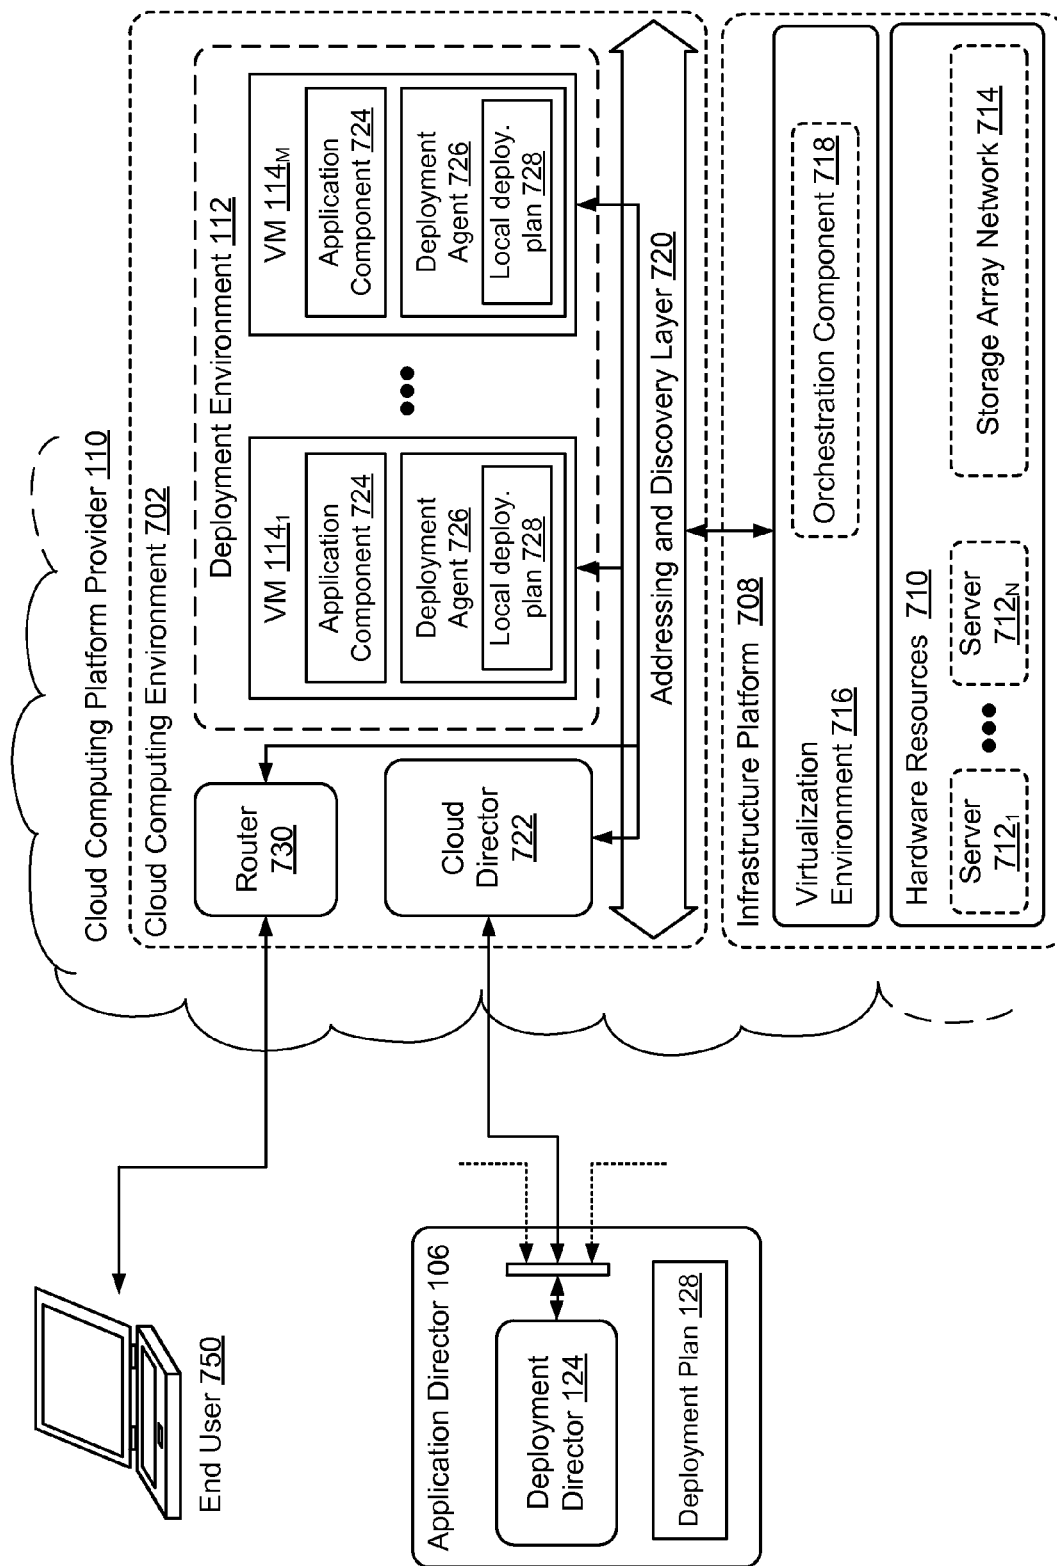 Cloud Computing Platform Provider 110
Cloud Computing Environment 702
Deployment Environment 112
VM 114₁
Application
Component 724
Deployment
Agent 726
Local deploy.
plan 728
VM 114M
Application
Component 724
Deployment
Agent 726
Local deploy.
plan 728
Router
730
Cloud
Director
722
Addressing and Discovery Layer 720
End User 750
Application Director 106
Deployment
Director 124
Deployment Plan 128
Infrastructure Platform 708
Virtualization
Environment 716
Orchestration Component 718
Hardware Resources 710
Server
712₁
Server
712N
Storage Array Network 714